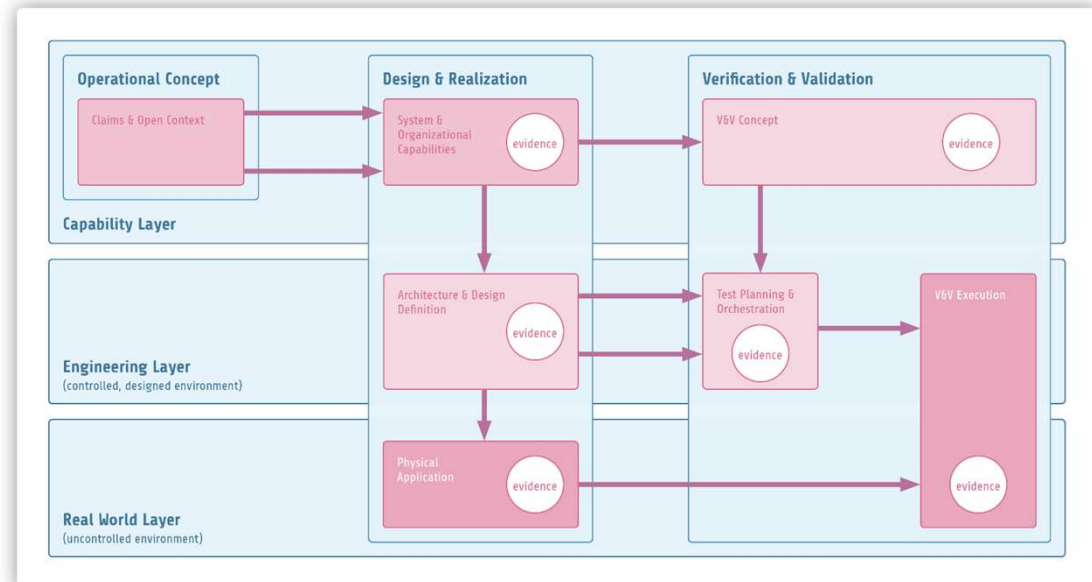 Operational Concept
Design & Realization
Verification & Validation
Claims & Open Context
System &
Organizational
Capabilities
evidence
V&V Concept
evidence
Capability Layer
Architecture & Design
Definition
evidence
Test Planning &
Orchestration
evidence
V&V Execution
Engineering Layer
(controlled, designed environment)
Physical
Application
evidence
evidence
Real World Layer
(uncontrolled environment)